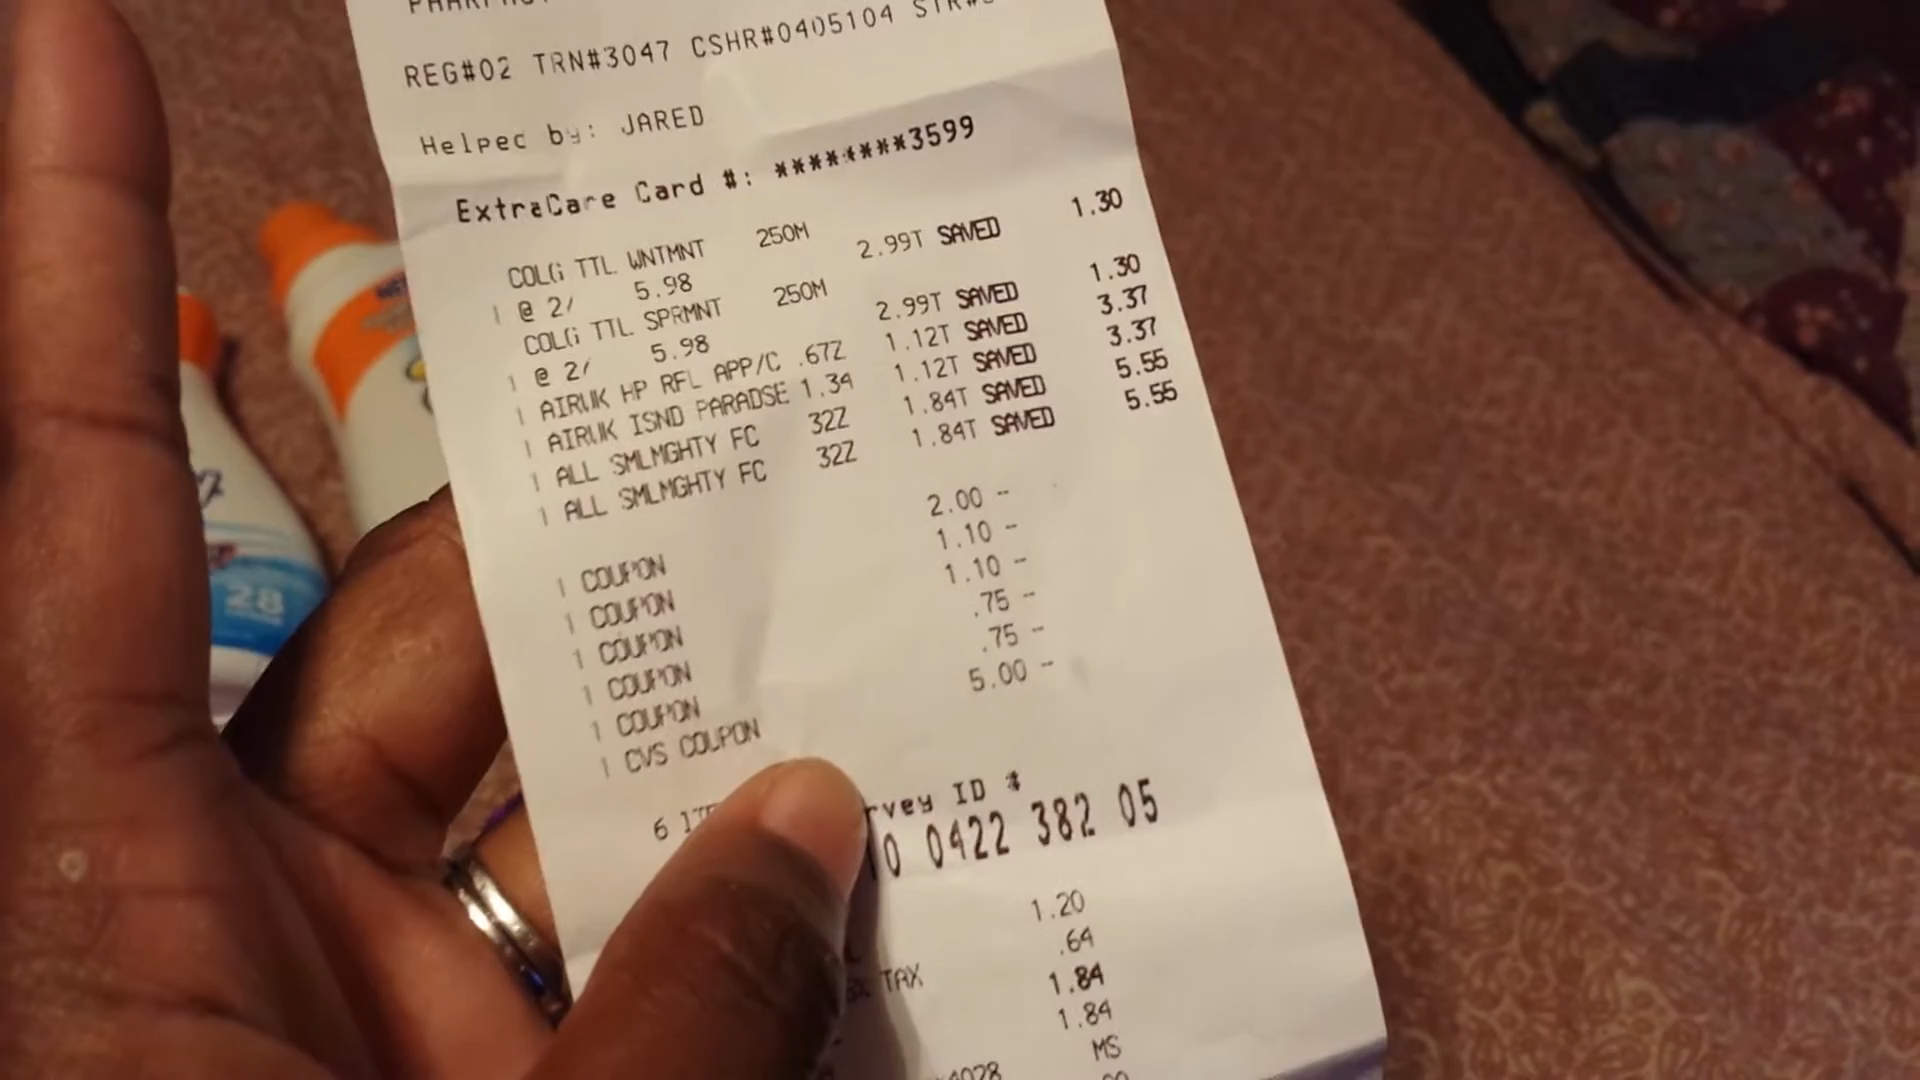 REG#02 TRN#3047 CSHR#0405104
Helpec by: JARED
ExtraCare Card #: ********3599
COLG TTL WNTMNT 250M
1 @ 2/ 5.98 2.99T SAVED 1.30
COLG TTL SPRMNT 250M
1 @ 2/ 5.98 2.99T SAVED 1.30
1 AIRWK HP RFL APP/C .67Z 1.12T SAVED 3.37
1 AIRWK ISND PARADSE 1.34 1.12T SAVED 3.37
1 ALL SMLMGHTY FC 32Z 1.84T SAVED 5.55
1 ALL SMLMGHTY FC 32Z 1.84T SAVED 5.55
1 COUPON 2.00 -
1 COUPON 1.10 -
1 COUPON 1.10 -
1 COUPON .75 -
1 COUPON .75 -
1 CVS COUPON 5.00 -
6 ID #
0422 382 05
1.20
TAX .64
1.84
1.84
MS
28